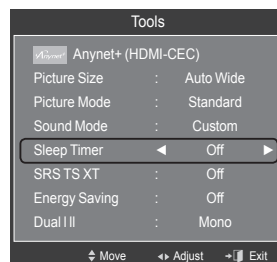 Tools
Anynet+ Anynet+ (HDMI-CEC)
Picture Size : Auto Wide
Picture Mode : Standard
Sound Mode : Custom
Sleep Timer ◄ Off ►
SRS TS XT : Off
Energy Saving : Off
Dual I II : Mono
Move Adjust Exit